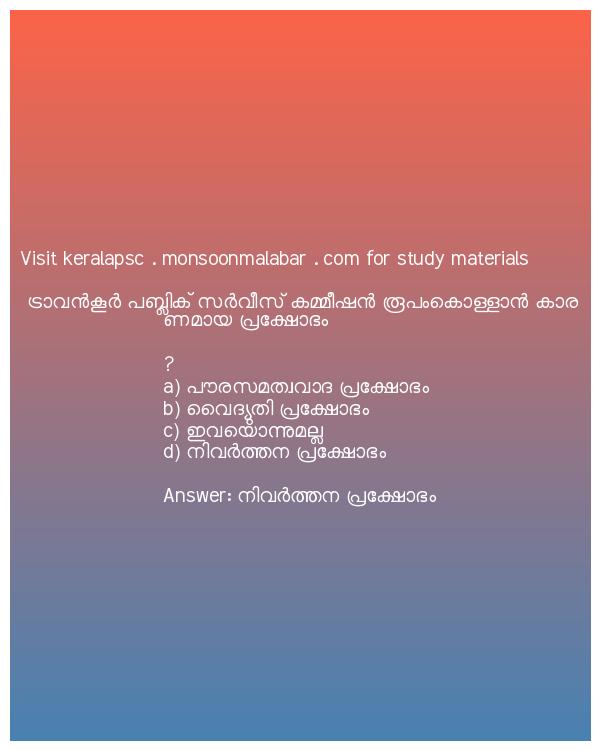 Visit keralapsc . monsoonmalabar . com for study materials
ട്രാവൻകൂർ പബ്ലിക് സർവീസ് കമ്മീഷൻ രൂപംകൊള്ളാൻ കാര
ണമായ പ്രക്ഷോഭം
?
a) പൗരസമത്വവാദ പ്രക്ഷോഭം
b) വൈദ്യുതി പ്രക്ഷോഭം
c) ഇവയൊന്നുമല്ല
d) നിവർത്തന പ്രക്ഷോഭം
Answer: നിവർത്തന പ്രക്ഷോഭം